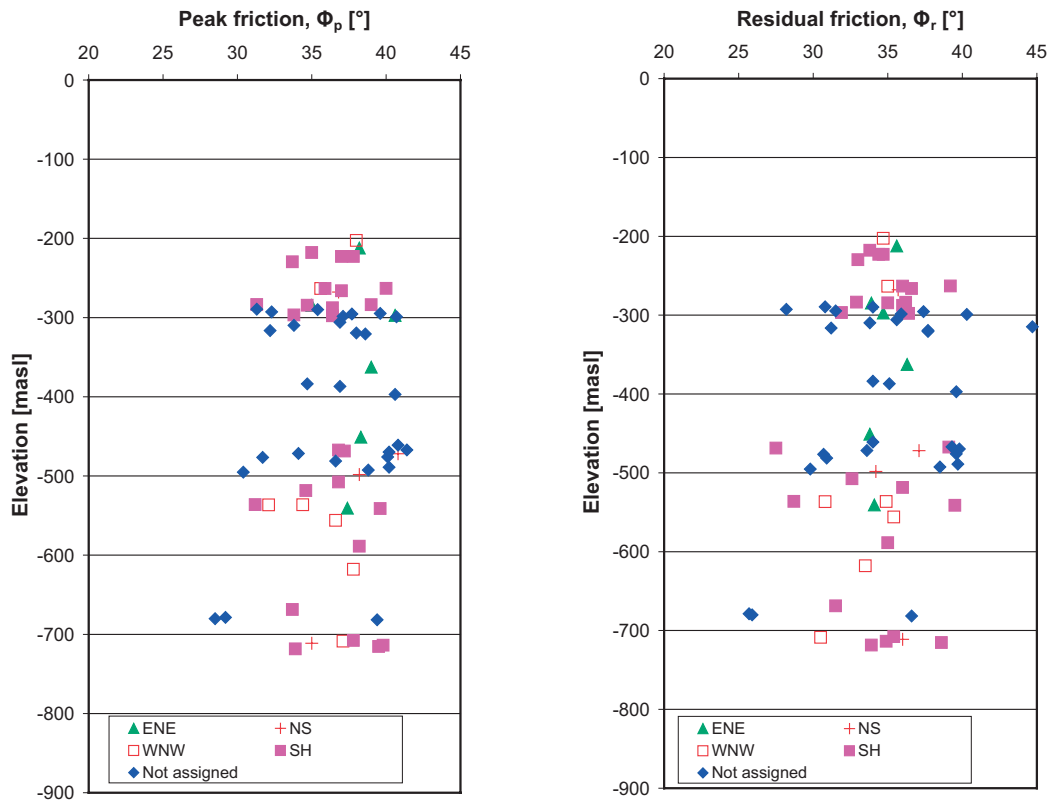 Peak friction, Φp [°]
20 25 30 35 40 45
0
-100
-200
-300
-400
-500
-600
-700
-800
-900
Elevation [masl]
ENE NS
WNW SH
Not assigned
Residual friction, Φr [°]
20 25 30 35 40 45
0
-100
-200
-300
-400
-500
-600
-700
-800
-900
Elevation [masl]
ENE NS
WNW SH
Not assigned